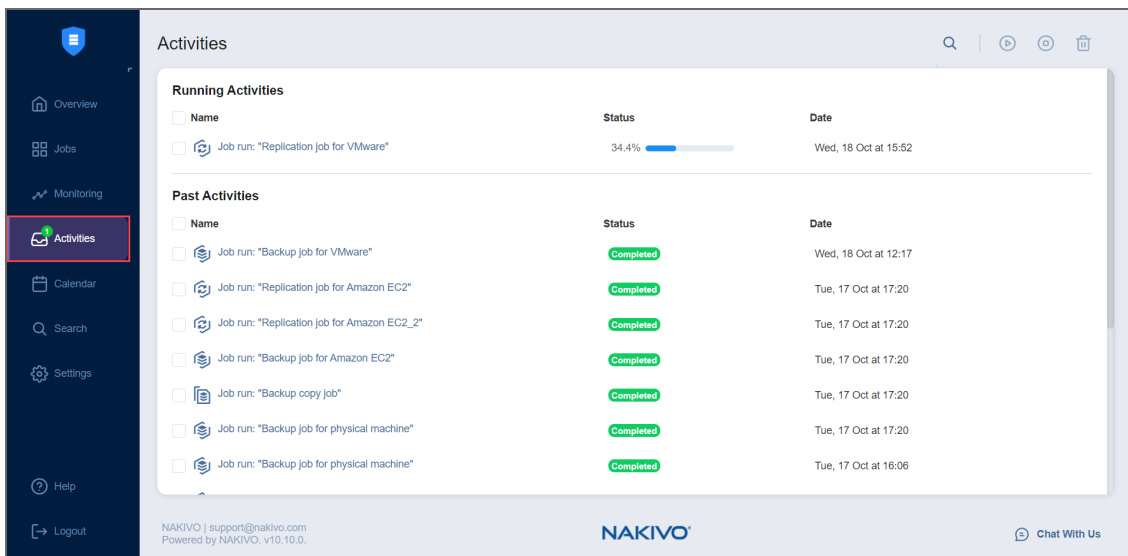 Activities
Overview
Jobs
Monitoring
1
Activities
Calendar
Search
Settings
Help
Logout
Running Activities
Name Status Date
Job run: "Replication job for VMware" 34.4% Wed, 18 Oct at 15:52
Past Activities
Name Status Date
Job run: "Backup job for VMware" Completed Wed, 18 Oct at 12:17
Job run: "Replication job for Amazon EC2" Completed Tue, 17 Oct at 17:20
Job run: "Replication job for Amazon EC2_2" Completed Tue, 17 Oct at 17:20
Job run: "Backup job for Amazon EC2" Completed Tue, 17 Oct at 17:20
Job run: "Backup copy job" Completed Tue, 17 Oct at 17:20
Job run: "Backup job for physical machine" Completed Tue, 17 Oct at 17:20
Job run: "Backup job for physical machine" Completed Tue, 17 Oct at 16:06
NAKIVO | support@nakivo.com
Powered by NAKIVO. v10.10.0.
NAKIVO®
Chat With Us